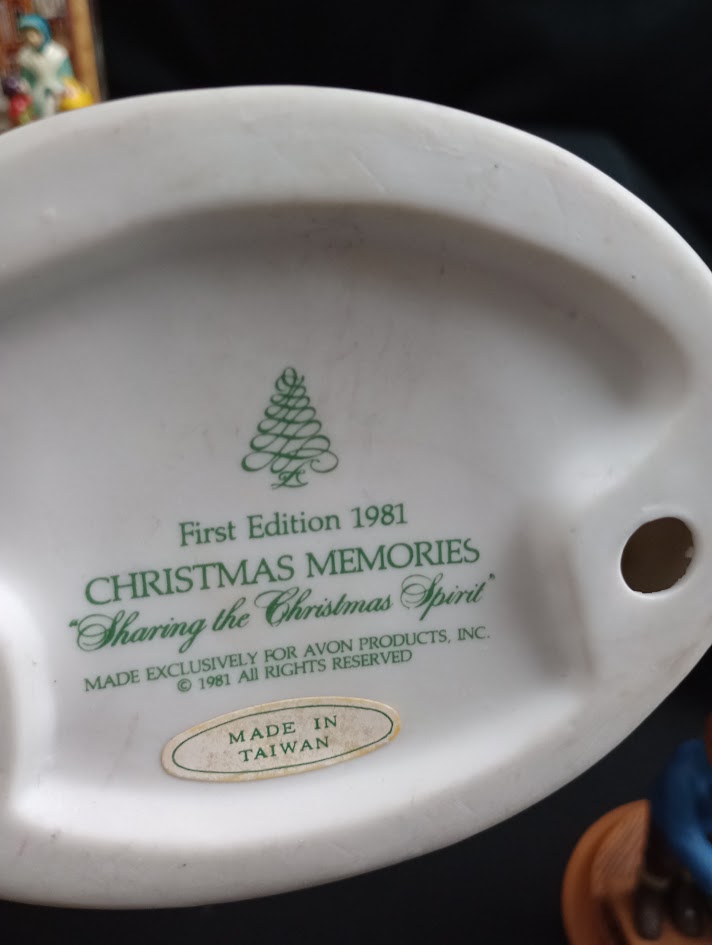 First Edition 1981
CHRISTMAS MEMORIES
"Sharing the Christmas Spirit"
MADE EXCLUSIVELY FOR AVON PRODUCTS, INC.
© 1981 All RIGHTS RESERVED
MADE IN
TAIWAN